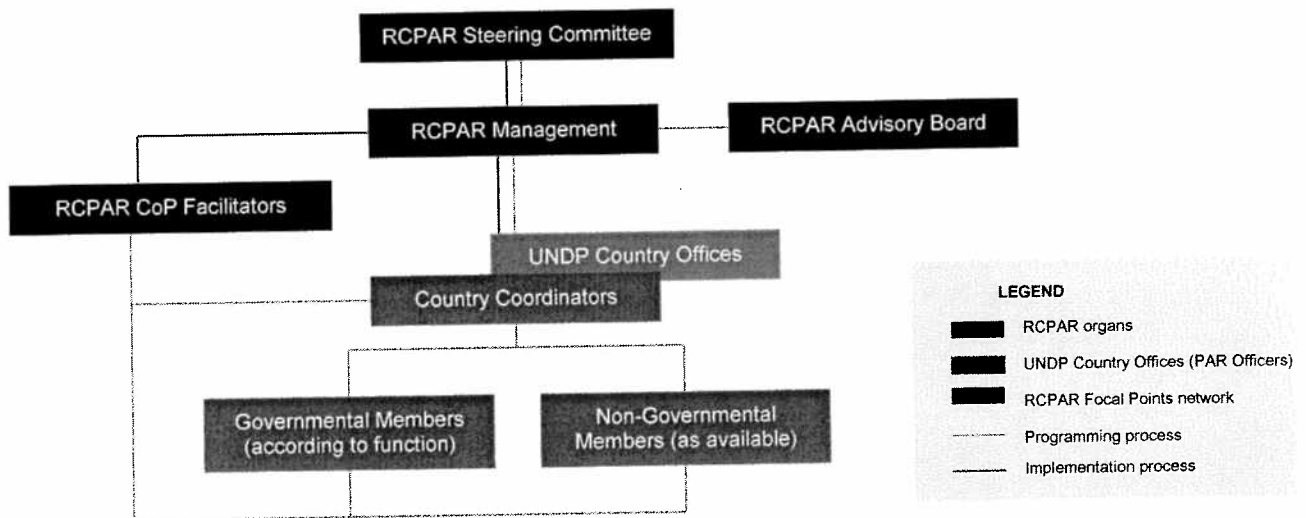 RCPAR Steering Committee
RCPAR Management
RCPAR Advisory Board
RCPAR CoP Facilitators
UNDP Country Offices
Country Coordinators
Governmental Members
(according to function)
Non-Governmental
Members (as available)
LEGEND
RCPAR organs
UNDP Country Offices (PAR Officers)
RCPAR Focal Points network
Programming process
Implementation process